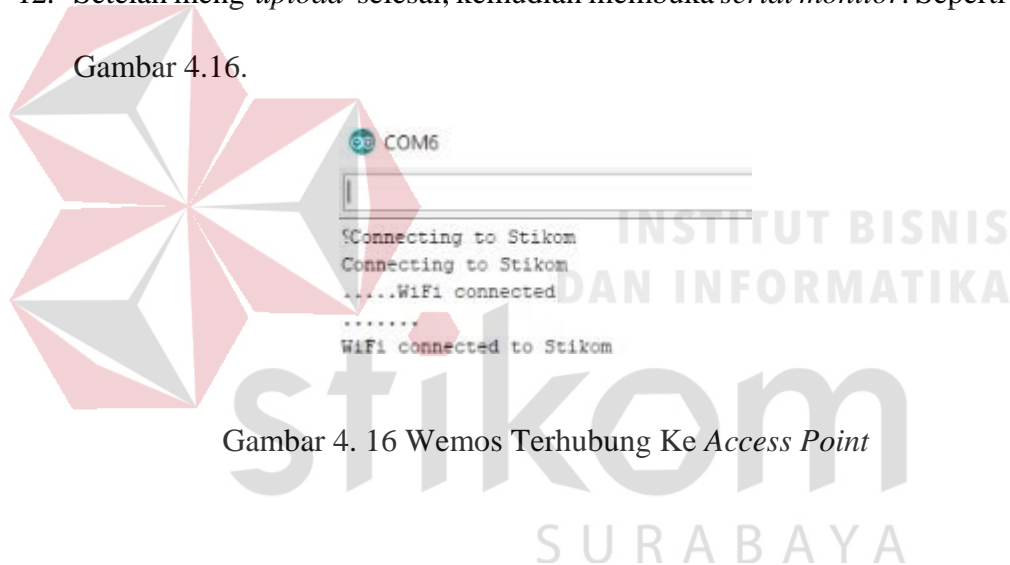 12. Setelah meng-upload selesai, kemudian membuka serial monitor. Seperti
Gambar 4.16.
COM6
Connecting to Stikom
Connecting to Stikom
.....WiFi connected
.......
WiFi connected to Stikom
INSTITUT BISNIS
DAN INFORMATIKA
stikom
SURABAYA
Gambar 4. 16 Wemos Terhubung Ke Access Point